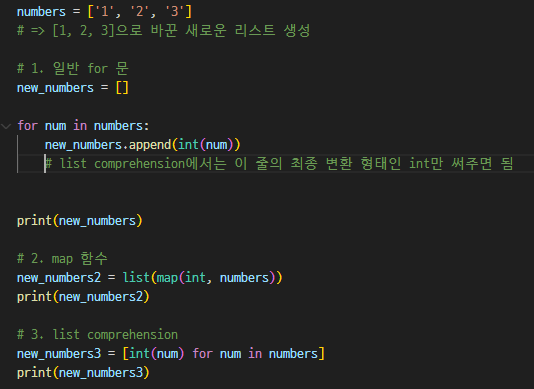 numbers = ['1', '2', '3']
# => [1, 2, 3]으로 바꾼 새로운 리스트 생성
# 1. 일반 for 문
new_numbers = []
for num in numbers:
    new_numbers.append(int(num))
    # list comprehension에서는 이 줄의 최종 변환 형태인 int만 써주면 됨
print(new_numbers)
# 2. map 함수
new_numbers2 = list(map(int, numbers))
print(new_numbers2)
# 3. list comprehension
new_numbers3 = [int(num) for num in numbers]
print(new_numbers3)